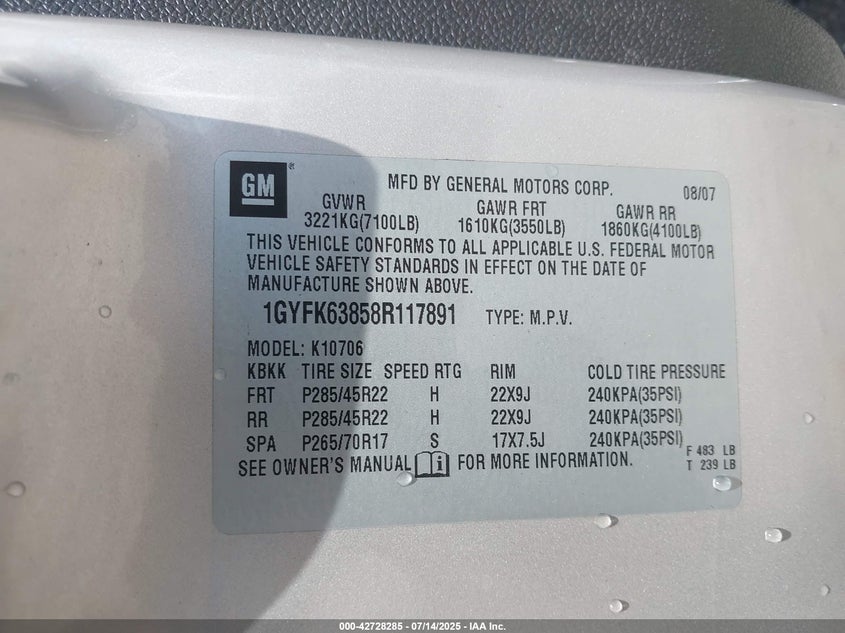 GM ®
MFD BY GENERAL MOTORS CORP. 08/07
GVWR GAWR FRT GAWR RR
3221KG(7100LB) 1610KG(3550LB) 1860KG(4100LB)
THIS VEHICLE CONFORMS TO ALL APPLICABLE U.S. FEDERAL MOTOR
VEHICLE SAFETY STANDARDS IN EFFECT ON THE DATE OF
MANUFACTURE SHOWN ABOVE.
1GYFK63858R117891 TYPE: M.P.V.
MODEL: K10706
KBKK TIRE SIZE SPEED RTG RIM COLD TIRE PRESSURE
FRT P285/45R22 H 22X9J 240KPA(35PSI)
RR P285/45R22 H 22X9J 240KPA(35PSI)
SPA P265/70R17 S 17X7.5J 240KPA(35PSI)
F 483 LB
T 239 LB
SEE OWNER'S MANUAL i FOR MORE INFORMATION.
000-42728285 - 07/14/2025 - IAA Inc.